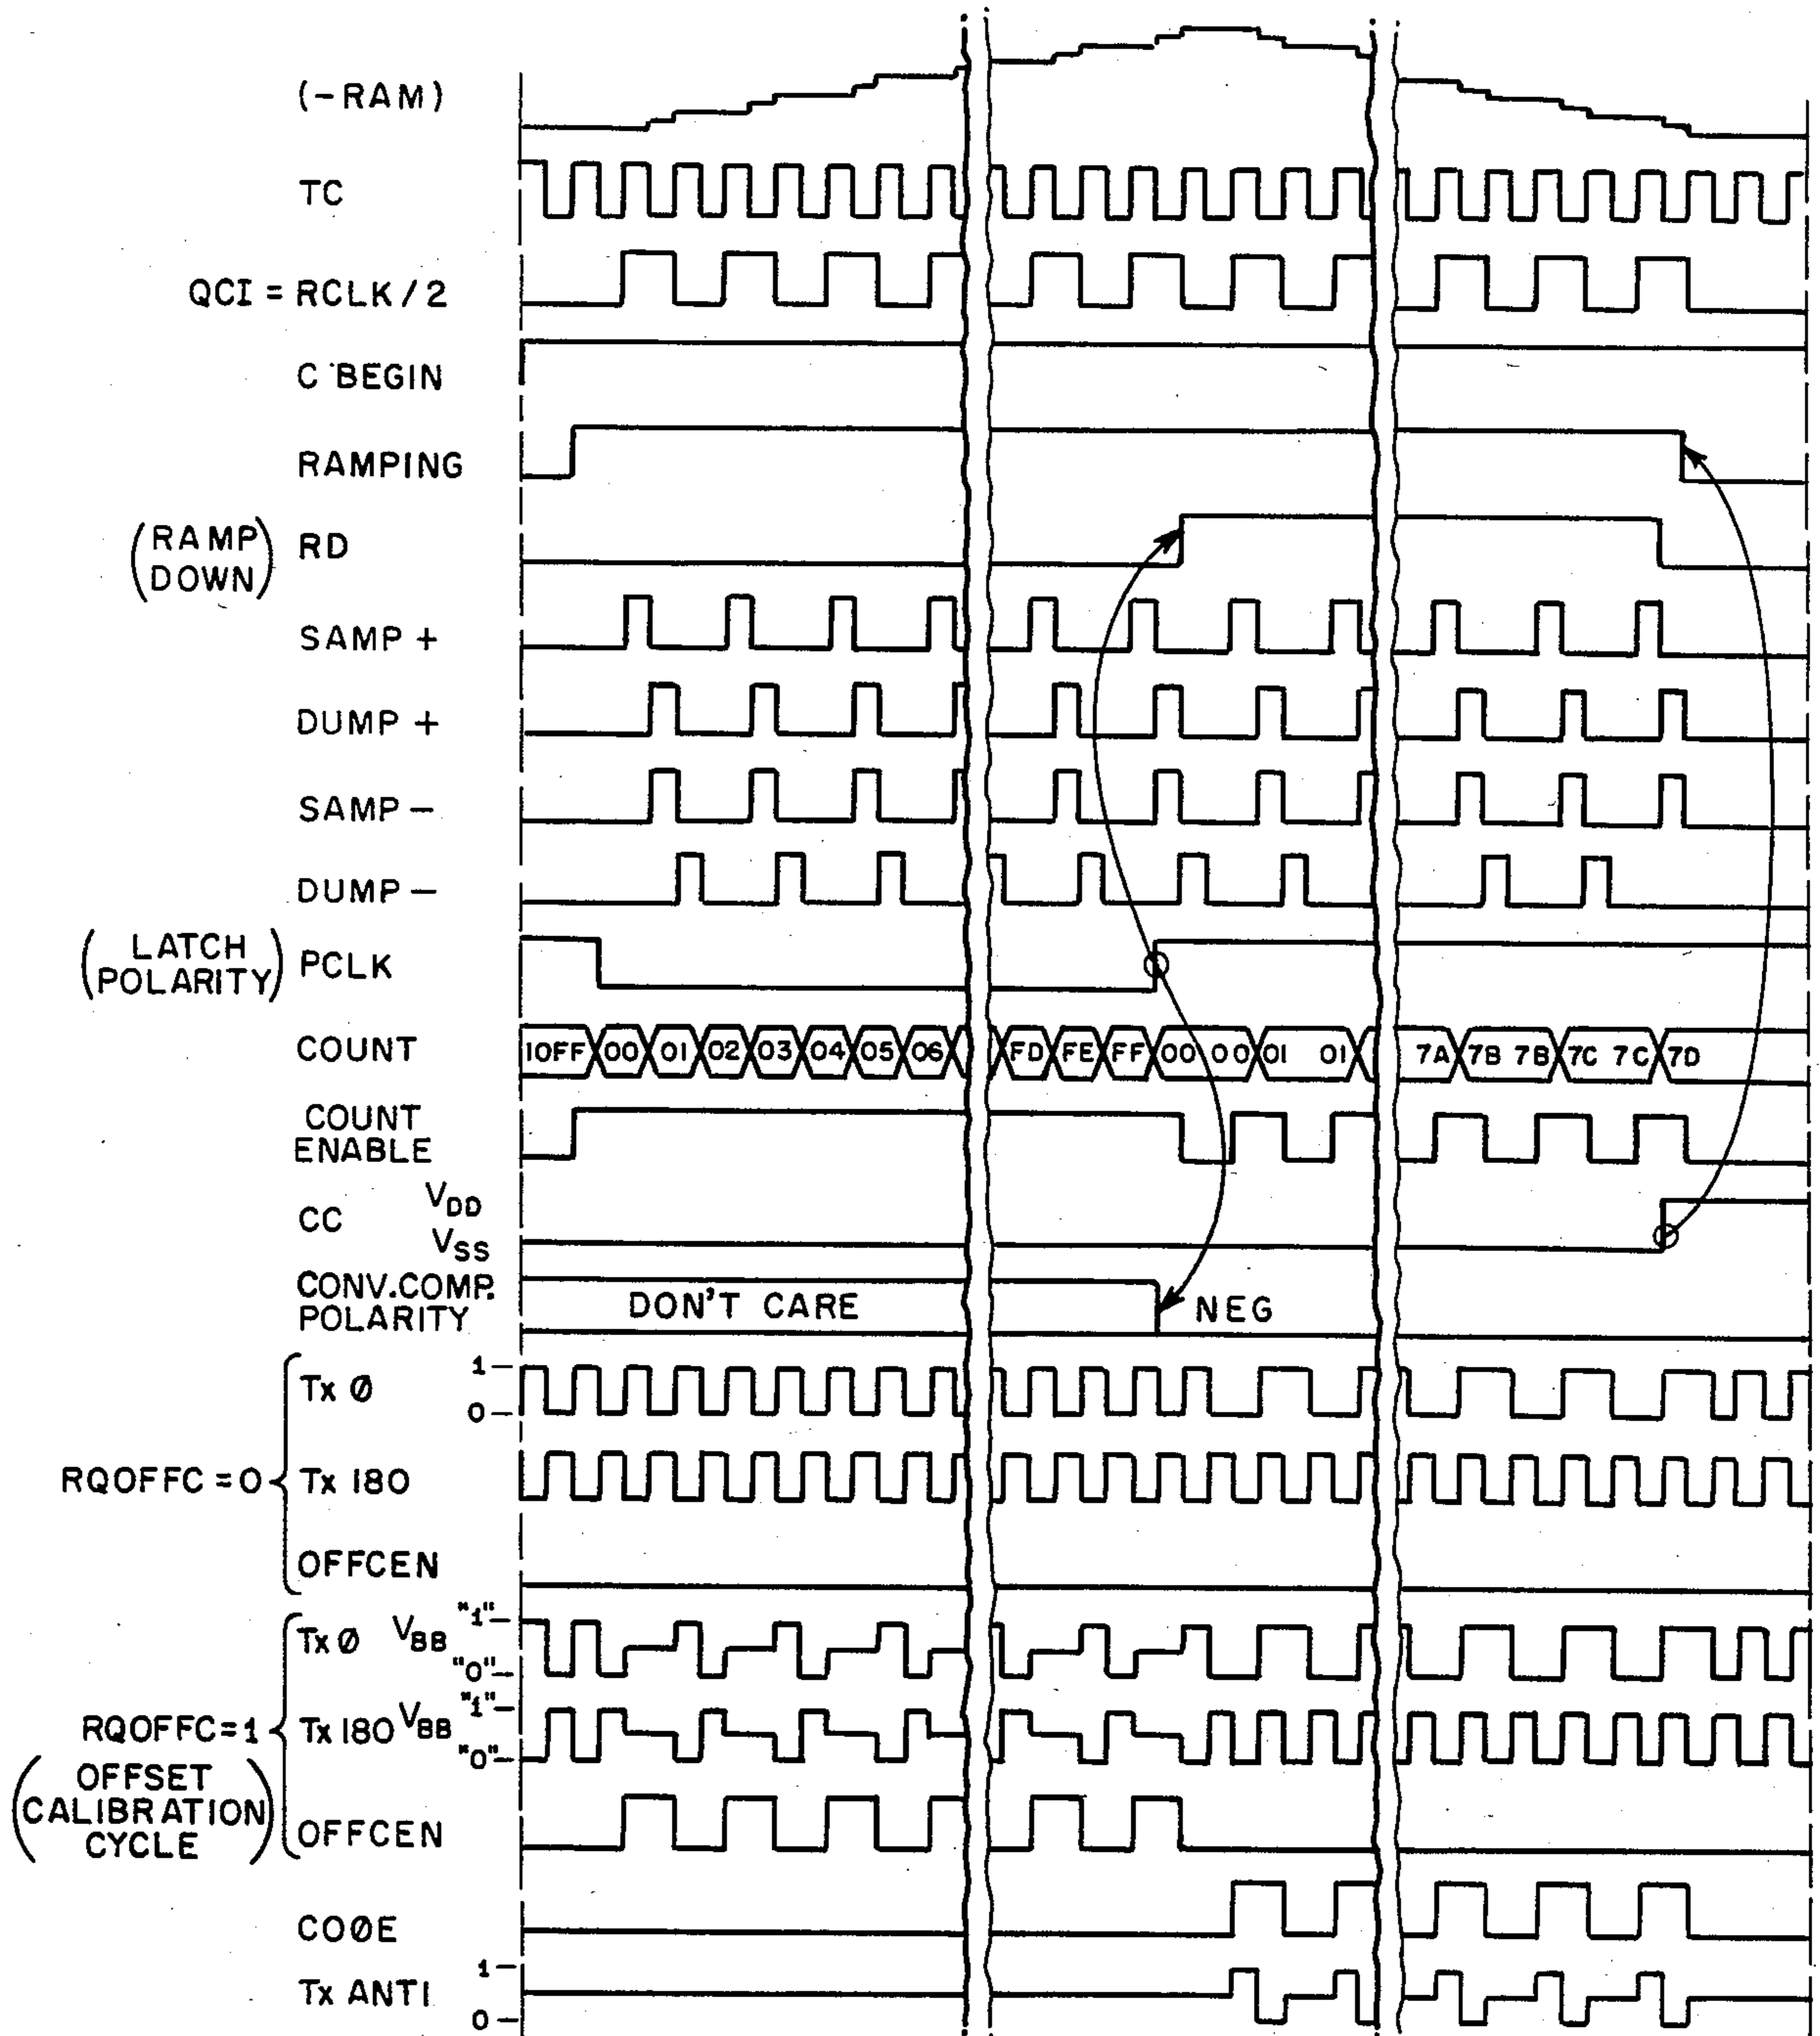 (-RAM)
TC
QCI = RCLK/2
C BEGIN
RAMPING
(RAMP DOWN) RD
SAMP +
DUMP +
SAMP -
DUMP -
(LATCH POLARITY) PCLK
COUNT 10FF 00 01 02 03 04 05 06 FD FE FF 00 00 01 01 7A 7B 7B 7C 7C 7D
COUNT
ENABLE
CC VDD
VSS
CONV.COMP.
POLARITY DON'T CARE NEG
RQOFFC = 0
Tx Ø 1
0
Tx 180
OFFCEN
RQOFFC=1
(OFFSET
CALIBRATION
CYCLE)
Tx Ø VBB "1"
"0"
Tx 180 VBB "1"
"0"
OFFCEN
COØE
Tx ANTI 1
0